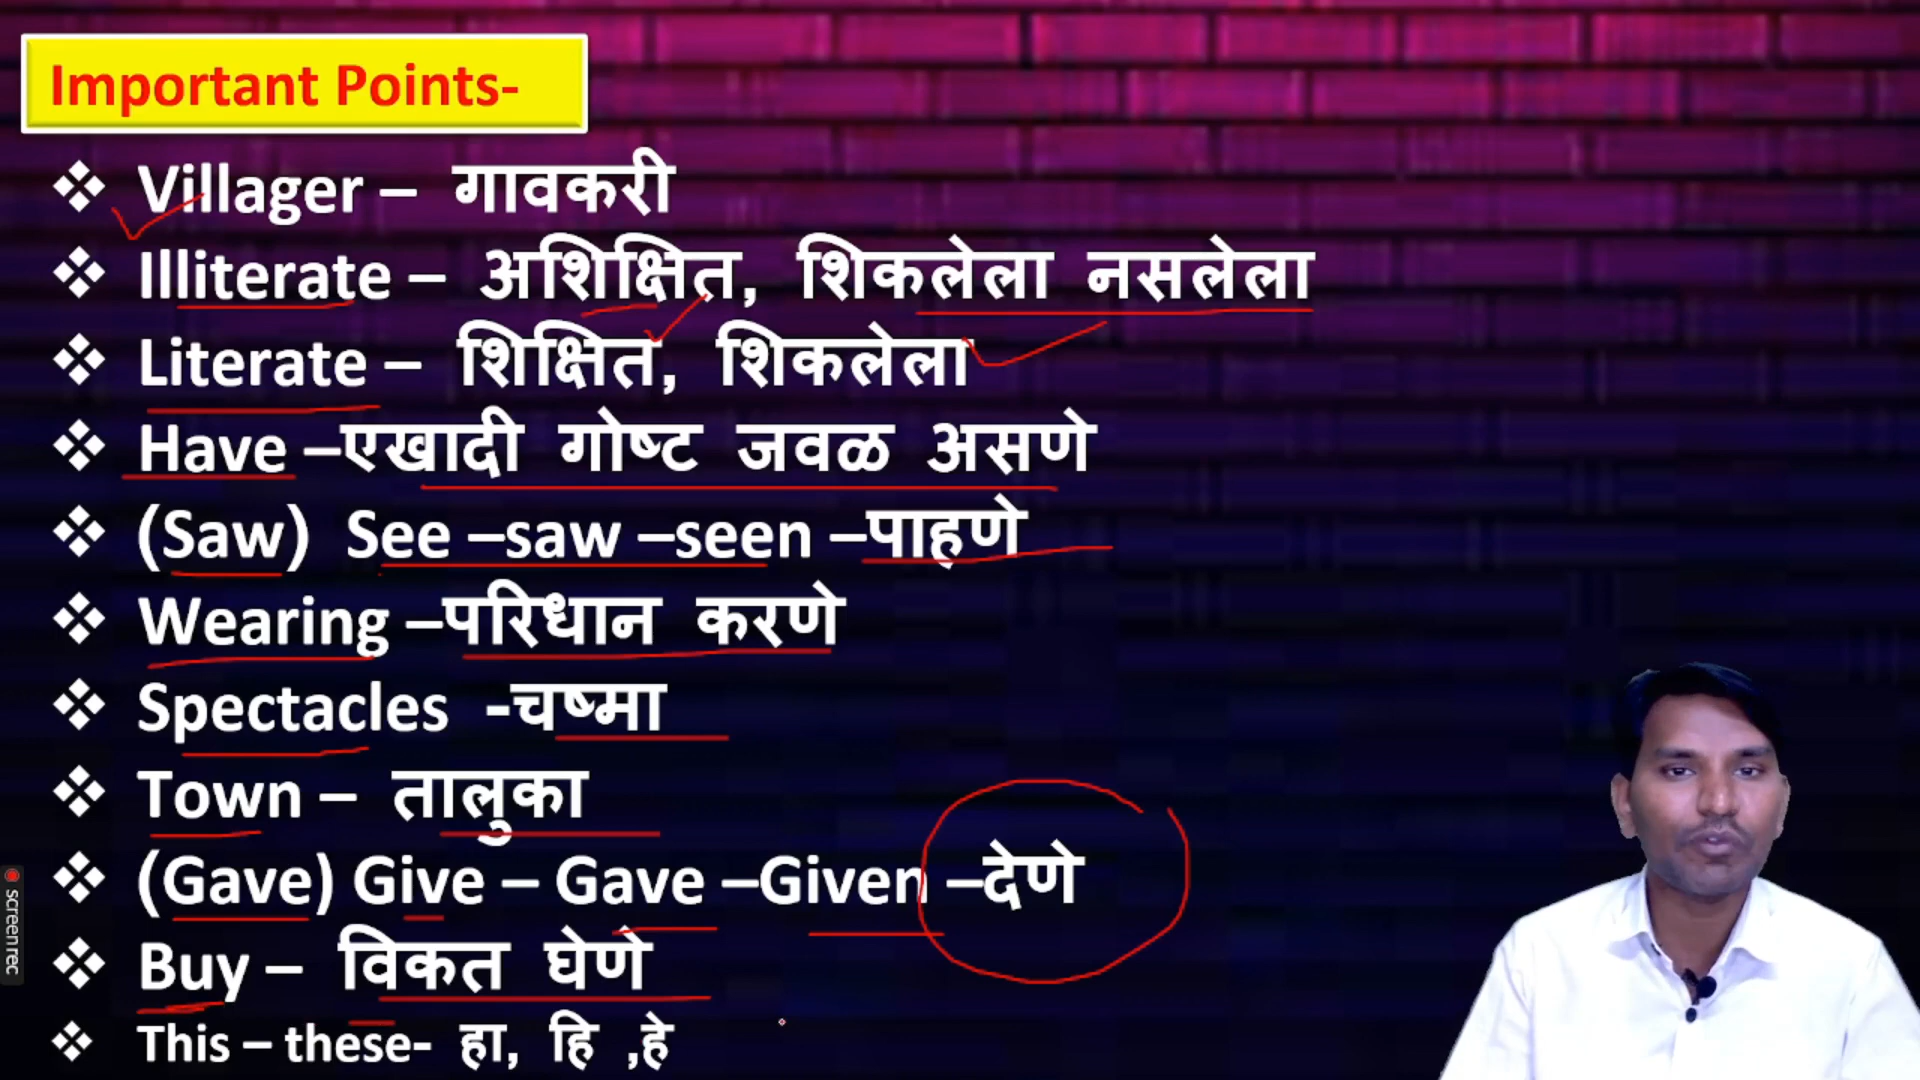 Important Points-
❖ Villager – गावकरी
❖ Illiterate – अशिक्षित, शिकलेला नसलेला
❖ Literate – शिक्षित, शिकलेला
❖ Have –एखादी गोष्ट जवळ असणे
❖ (Saw) See –saw –seen –पाहणे
❖ Wearing –परिधान करणे
❖ Spectacles -चष्मा
❖ Town – तालुका
❖ (Gave) Give – Gave –Given –देणे
❖ Buy – विकत घेणे
❖ This – these- हा, हि ,हे
screenrec